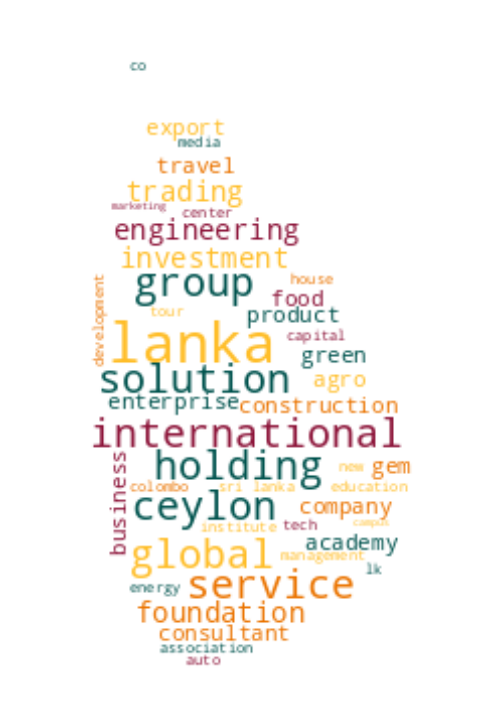 co
export
media
travel
trading
marketing
center
engineering
investment
group
house
development
food
tour
product
lanka
capital
green
solution
agro
enterprise
construction
international
holding
new
gem
business
colombo
sri lanka
education
ceylon
company
institute
tech
campus
academy
global
management
lk
energy
service
foundation
consultant
association
auto